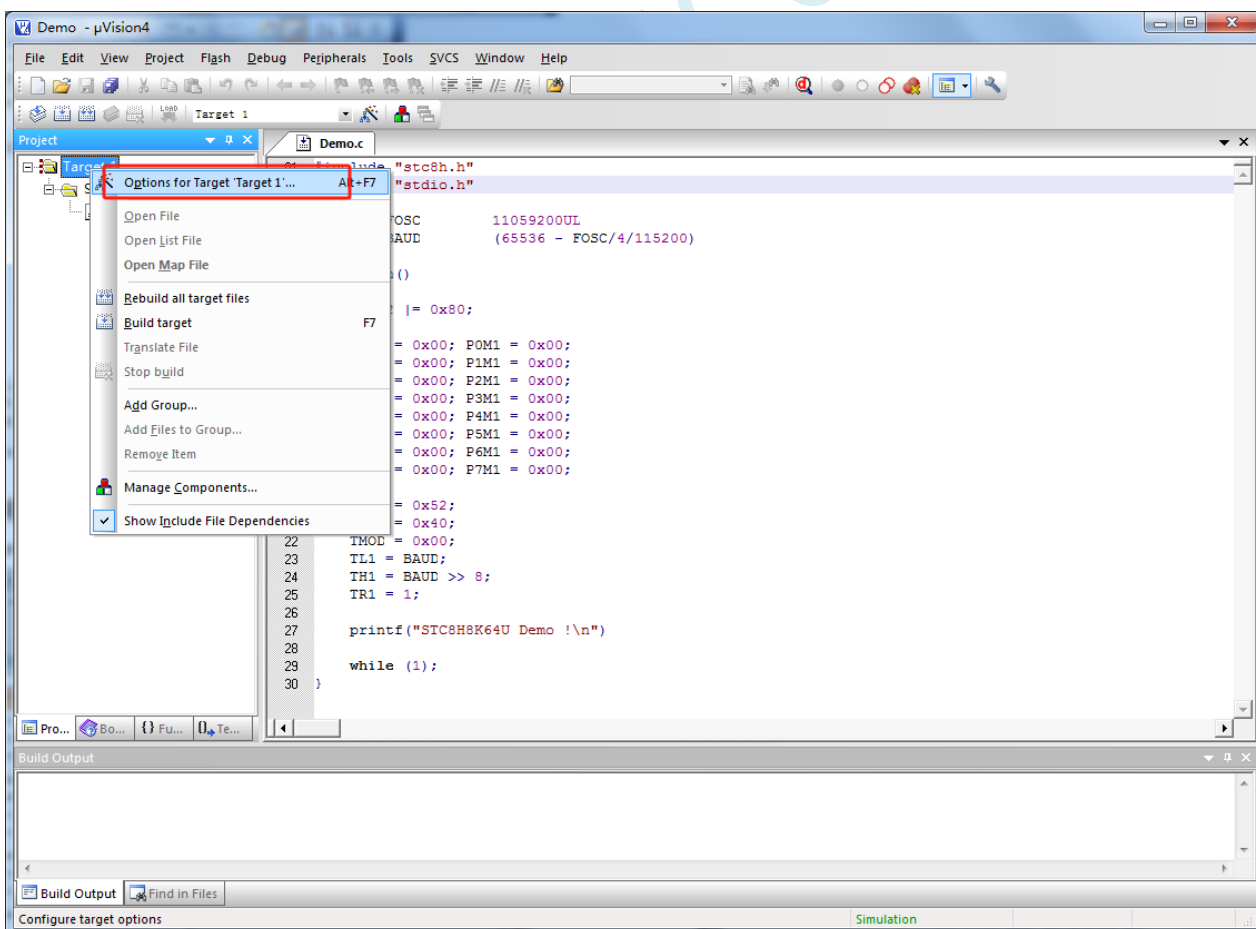 Demo - µVision4
File Edit View Project Flash Debug Peripherals Tools SVCS Window Help
LOAD Target 1
Project
Demo.c
"stc8h.h"
Options for Target 'Target 1'... Alt+F7 "stdio.h"
Open File FOSC 11059200UL
Open List File BAUD (65536 - FOSC/4/115200)
Open Map File ()
Rebuild all target files |= 0x80;
Build target F7
Translate File = 0x00; P0M1 = 0x00;
Stop build = 0x00; P1M1 = 0x00;
= 0x00; P2M1 = 0x00;
Add Group... = 0x00; P3M1 = 0x00;
= 0x00; P4M1 = 0x00;
Add Files to Group... = 0x00; P5M1 = 0x00;
Remove Item = 0x00; P6M1 = 0x00;
= 0x00; P7M1 = 0x00;
Manage Components...
= 0x52;
Show Include File Dependencies = 0x40;
22 TMOD = 0x00;
23 TL1 = BAUD;
24 TH1 = BAUD >> 8;
25 TR1 = 1;
26
27 printf("STC8H8K64U Demo !\n")
28
29 while (1);
30 }
Pro... Bo... {} Fu... Te...
Build Output
Build Output Find in Files
Configure target options Simulation